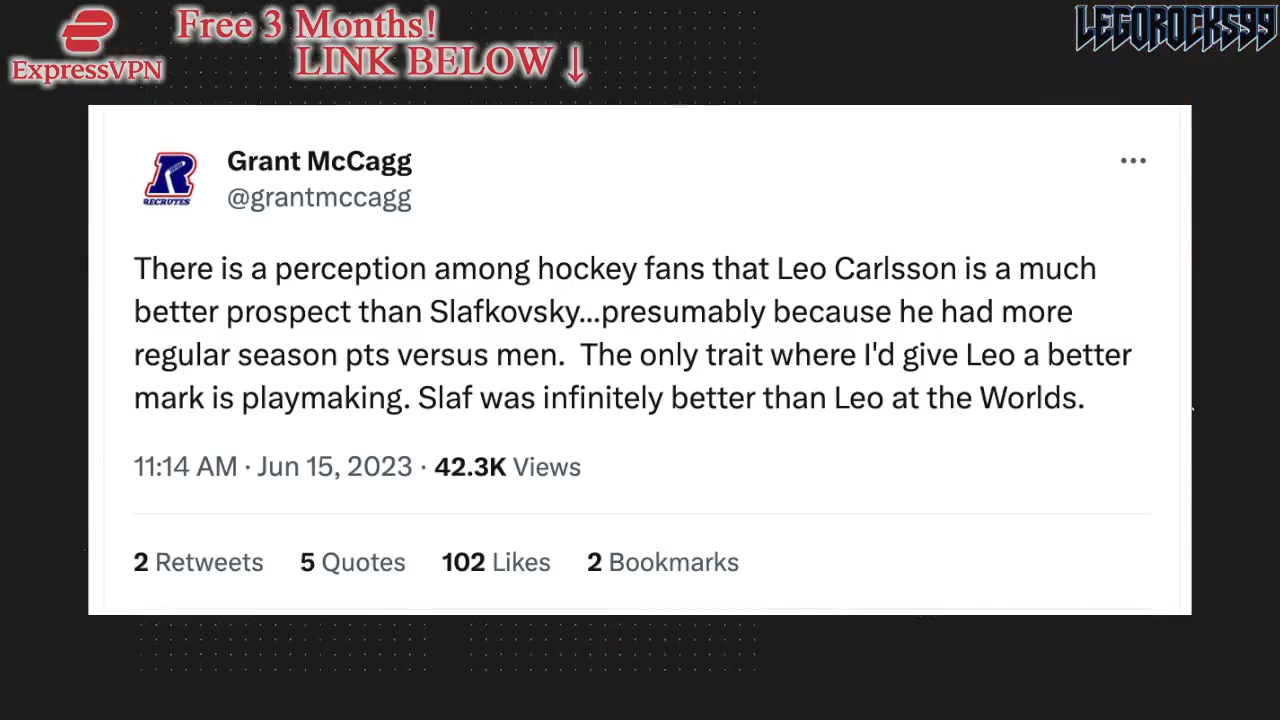 Free 3 Months!
LINK BELOW ↓
ExpressVPN
LEGOROCKS99
Grant McCagg
@grantmccagg
RECRUTES
There is a perception among hockey fans that Leo Carlsson is a much
better prospect than Slafkovsky...presumably because he had more
regular season pts versus men.  The only trait where I'd give Leo a better
mark is playmaking. Slaf was infinitely better than Leo at the Worlds.
11:14 AM · Jun 15, 2023 · 42.3K Views
2 Retweets 5 Quotes 102 Likes 2 Bookmarks